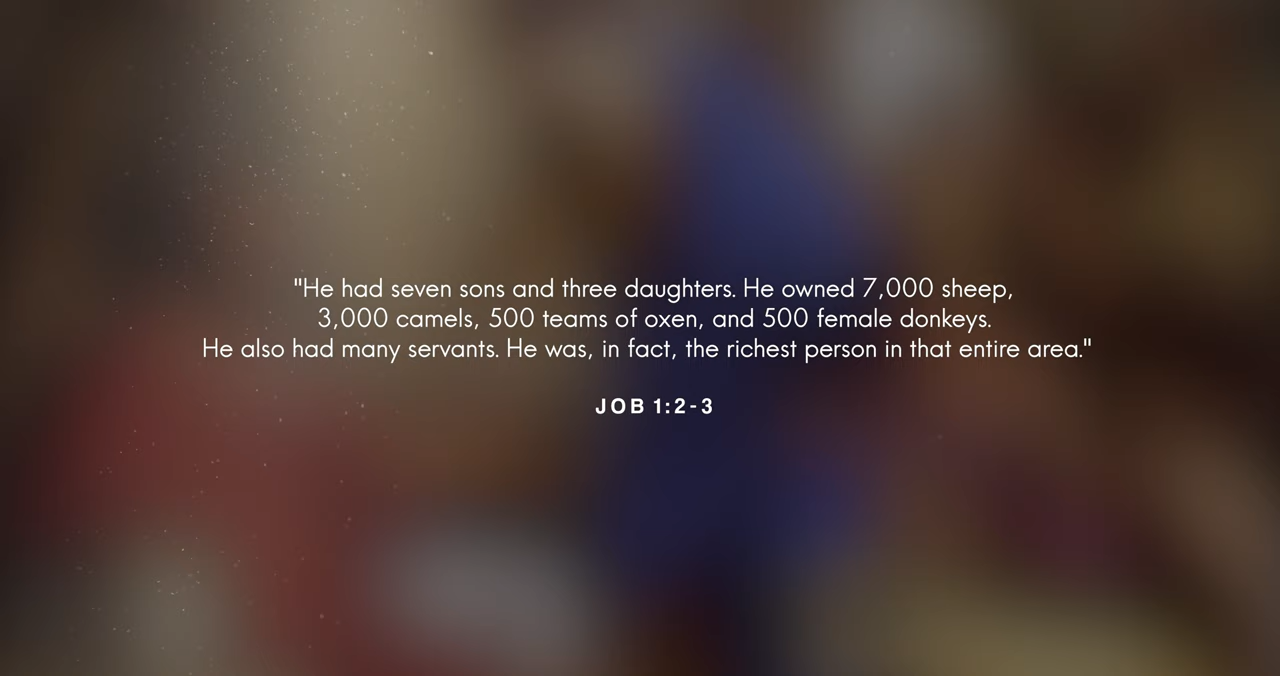 "He had seven sons and three daughters. He owned 7,000 sheep,
3,000 camels, 500 teams of oxen, and 500 female donkeys.
He also had many servants. He was, in fact, the richest person in that entire area."
JOB 1:2-3